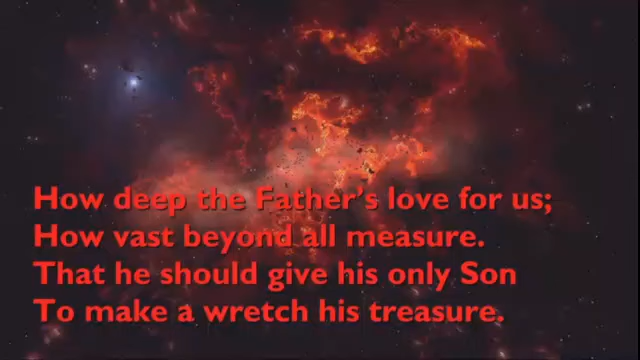 How deep the Father's love for us;
How vast beyond all measure.
That he should give his only Son
To make a wretch his treasure.